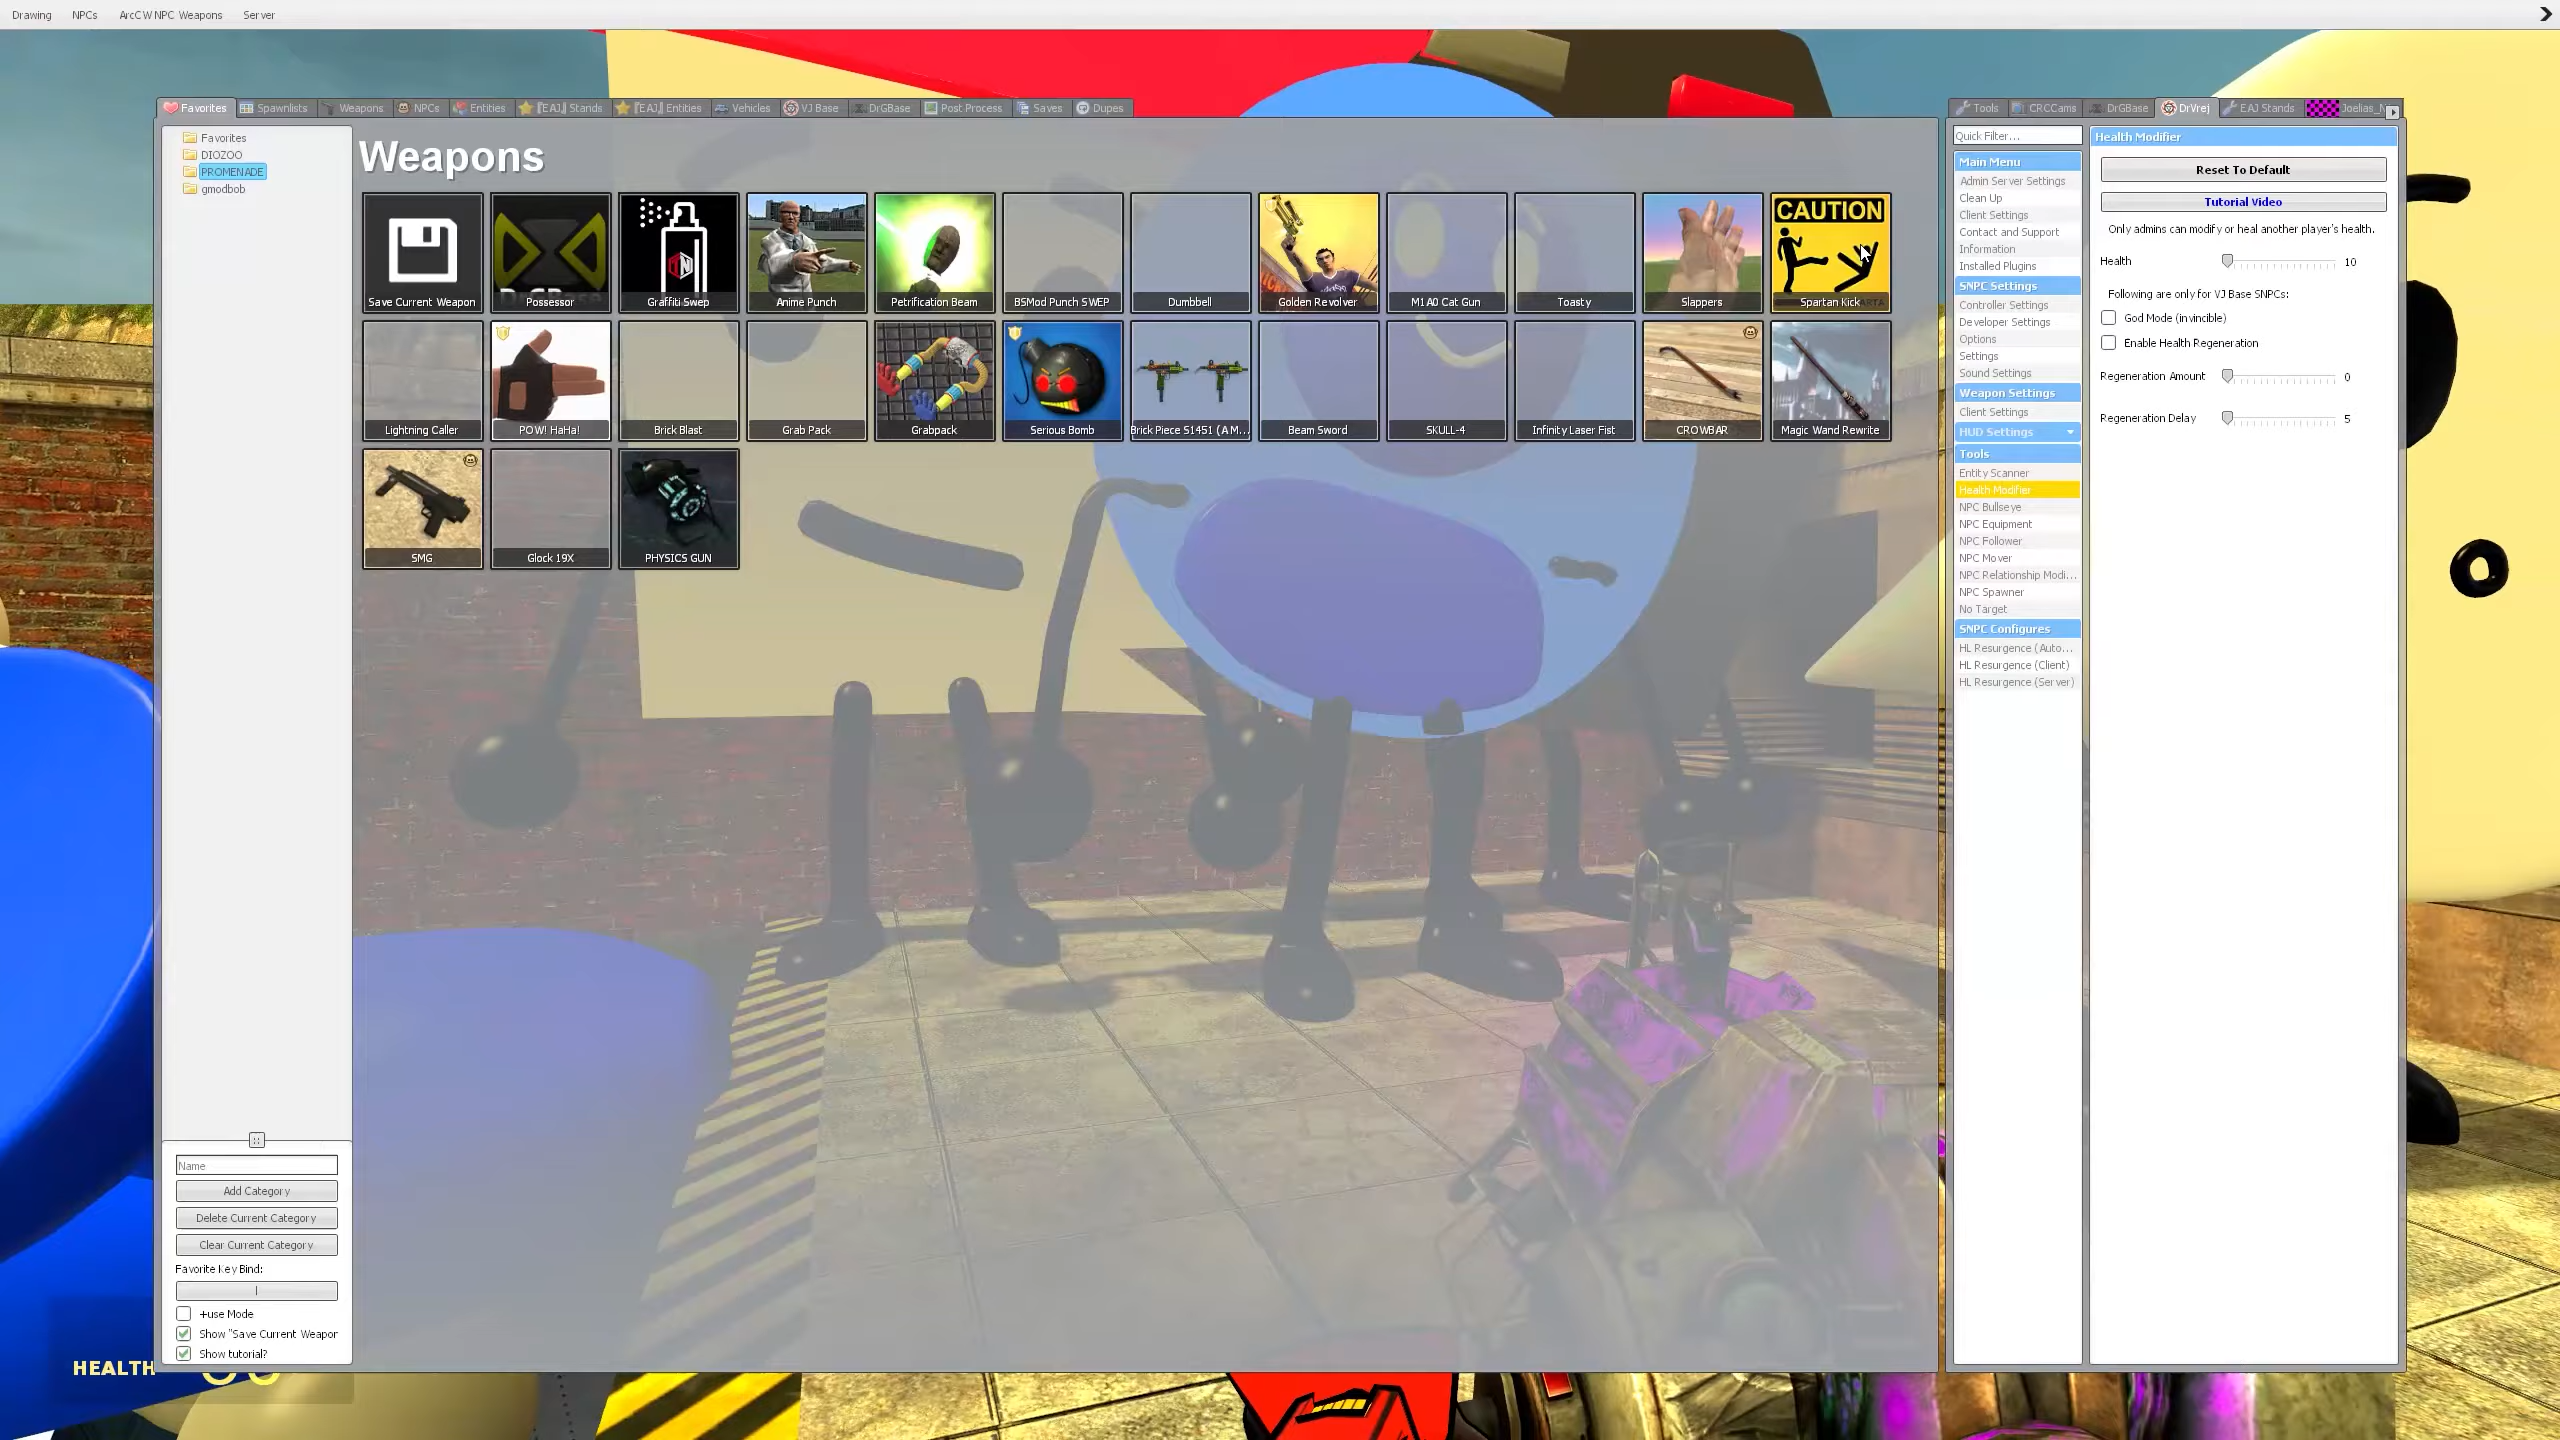 Drawing NPCs ArcCW NPC Weapons Server
Favorites Spawnlists Weapons NPCs Entities [EAJ] Stands [EAJ] Entities Vehicles VJ Base DrGBase Post Process Saves Dupes
Favorites
DIOZOO
PROMENADE
gmodbob
Weapons
CAUTION
Save Current Weapon Possessor Graffiti Swep Anime Punch Petrification Beam BSMod Punch SWEP Dumbbell Golden Revolver M1A0 Cat Gun Toasty Slappers Spartan Kick
Lightning Caller POW! HaHa! Brick Blast Grab Pack Grabpack Serious Bomb Brick Piece S1451 (AM... Beam Sword SKULL-4 Infinity Laser Fist CROWBAR Magic Wand Rewrite
SMG Glock 19X PHYSICS GUN
Name
Add Category
Delete Current Category
Clear Current Category
Favorite Key Bind:
+use Mode
Show "Save Current Weapon
Show tutorial?
HEALTH
Tools CRCCams DrGBase DrVrej EAJ Stands Joelias_
Quick Filter...
Main Menu
Admin Server Settings
Clean Up
Client Settings
Contact and Support
Information
Installed Plugins
SNPC Settings
Controller Settings
Developer Settings
Options
Settings
Sound Settings
Weapon Settings
Client Settings
HUD Settings
Tools
Entity Scanner
Health Modifier
NPC Bullseye
NPC Equipment
NPC Follower
NPC Mover
NPC Relationship Modi...
NPC Spawner
No Target
SNPC Configures
HL Resurgence (Auto...
HL Resurgence (Client)
HL Resurgence (Server)
Health Modifier
Reset To Default
Tutorial Video
Only admins can modify or heal another player's health.
Health 10
Following are only for VJ Base SNPCs:
God Mode (invincible)
Enable Health Regeneration
Regeneration Amount 0
Regeneration Delay 5